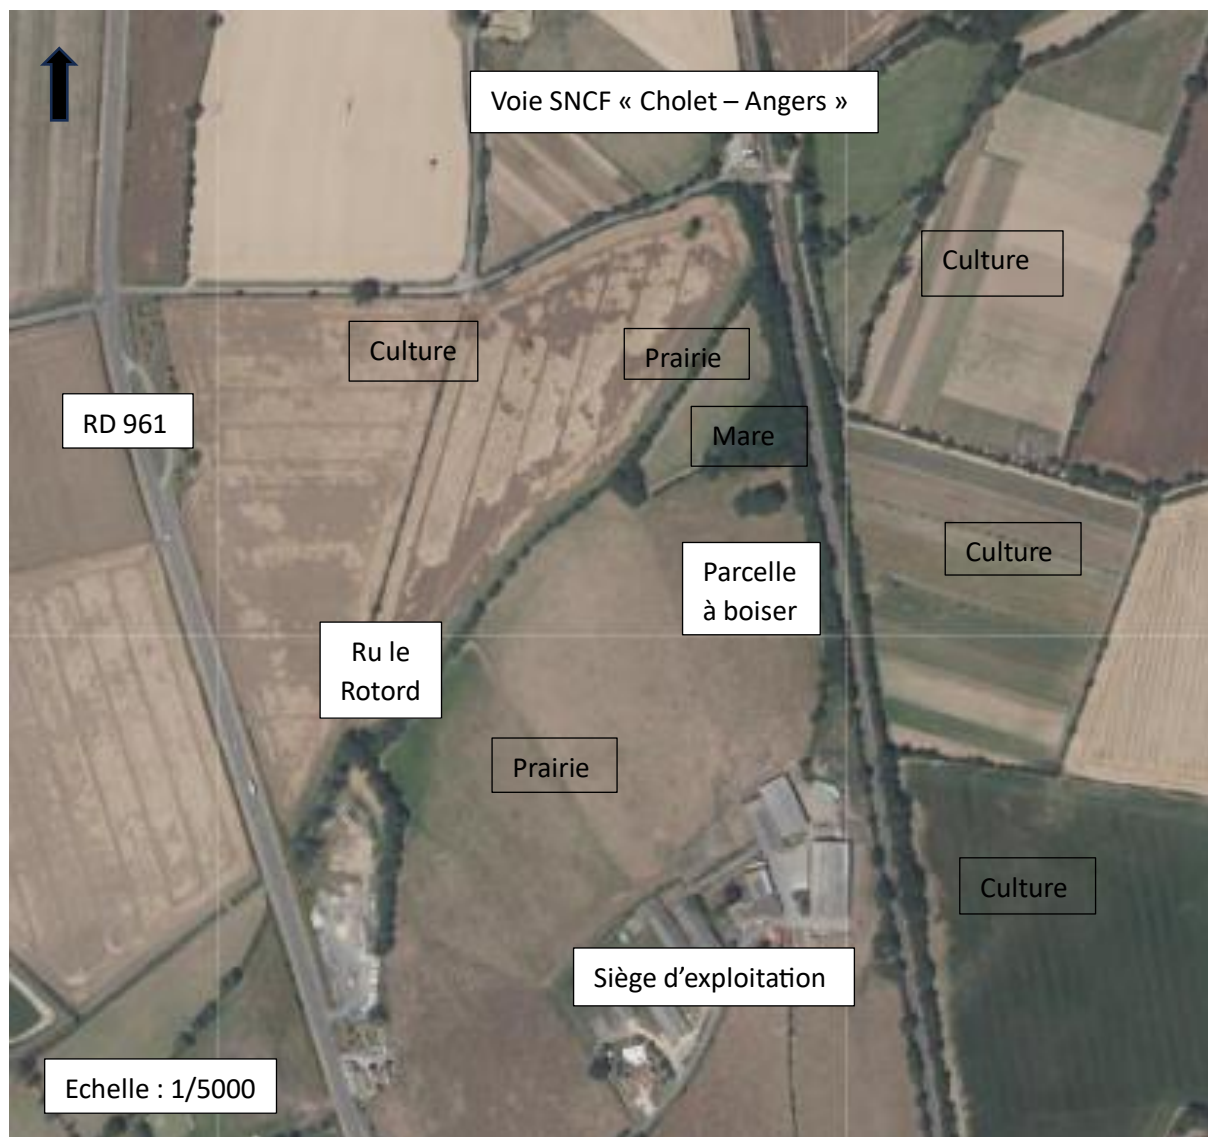 Voie SNCF « Cholet – Angers »
Culture
Culture
Prairie
RD 961
Mare
Culture
Parcelle
à boiser
Ru le
Rotord
Prairie
Culture
Siège d'exploitation
Echelle : 1/5000